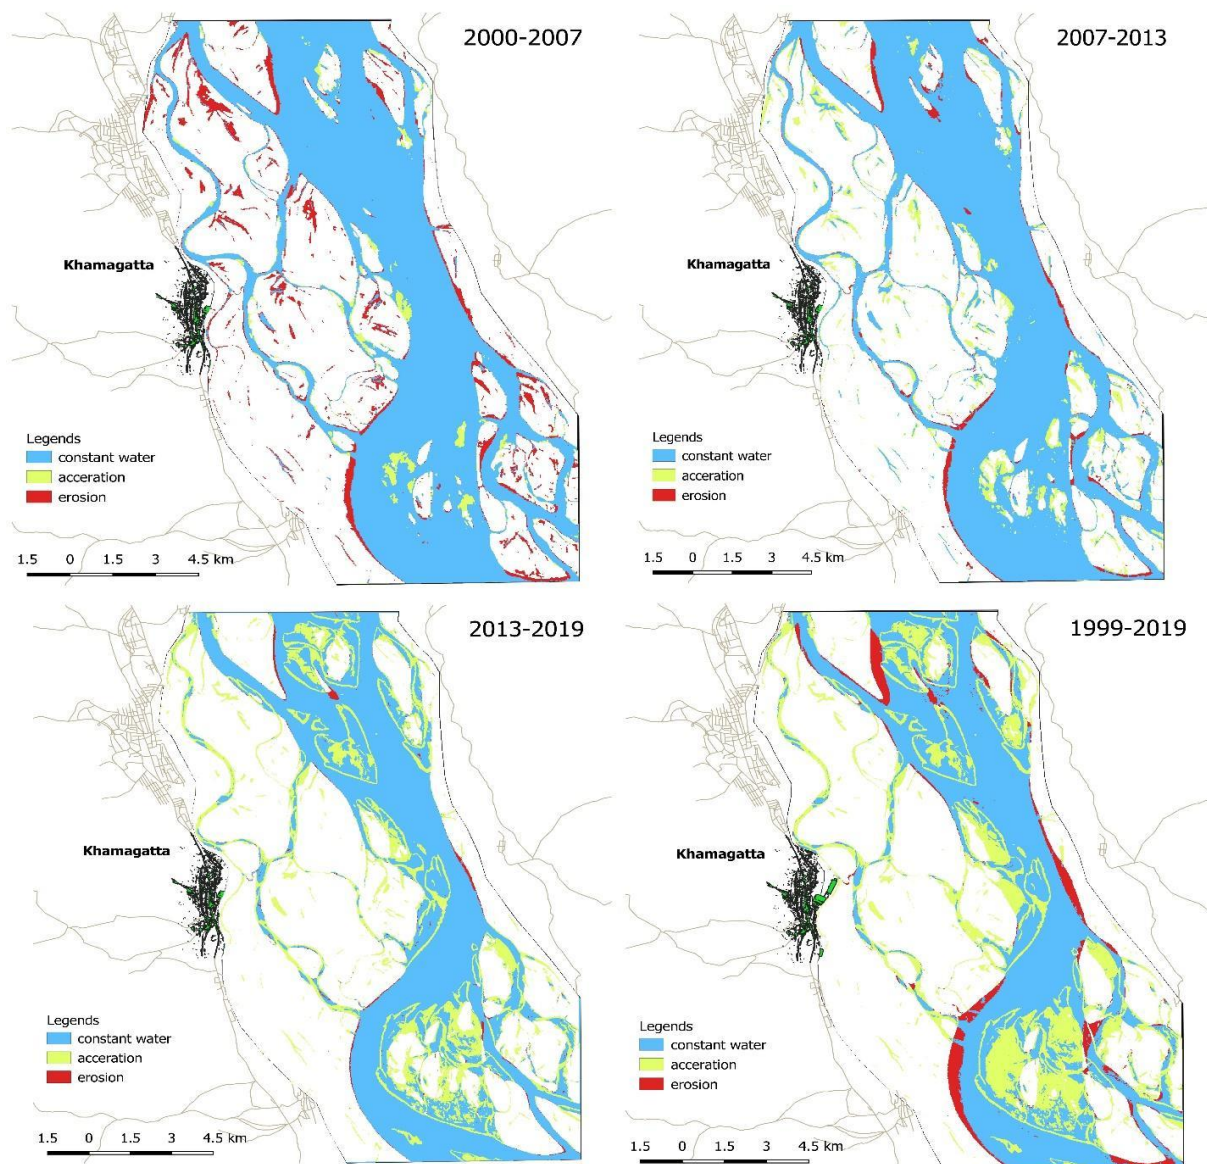 2000-2007
Khamagatta
Legends
constant water
acceration
erosion
1.5 0 1.5 3 4.5 km
2007-2013
Khamagatta
Legends
constant water
acceration
erosion
1.5 0 1.5 3 4.5 km
2013-2019
Khamagatta
Legends
constant water
acceration
erosion
1.5 0 1.5 3 4.5 km
1999-2019
Khamagatta
Legends
constant water
acceration
erosion
1.5 0 1.5 3 4.5 km